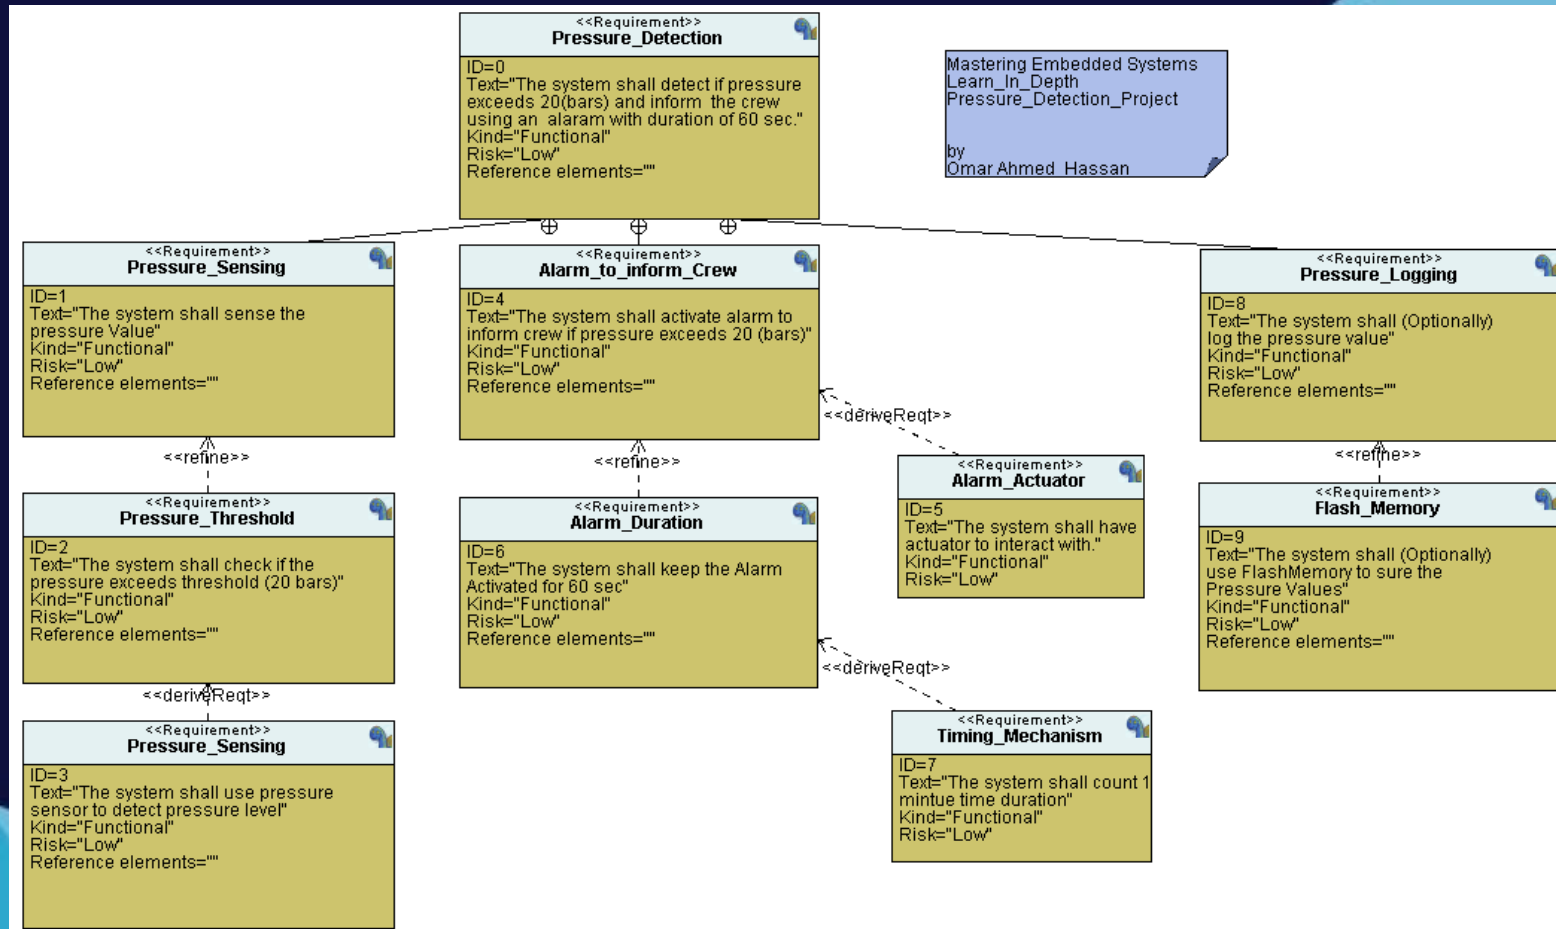 <<Requirement>>
Pressure_Detection
ID=0
Text="The system shall detect if pressure
exceeds 20(bars) and inform the crew
using an alaram with duration of 60 sec."
Kind="Functional"
Risk="Low"
Reference elements=""
Mastering Embedded Systems
Learn_In_Depth
Pressure_Detection_Project
by
Omar Ahmed Hassan
<<Requirement>>
Pressure_Sensing
ID=1
Text="The system shall sense the
pressure Value"
Kind="Functional"
Risk="Low"
Reference elements=""
<<Requirement>>
Alarm_to_inform_Crew
ID=4
Text="The system shall activate alarm to
inform crew if pressure exceeds 20 (bars)"
Kind="Functional"
Risk="Low"
Reference elements=""
<<Requirement>>
Pressure_Logging
ID=8
Text="The system shall (Optionally)
log the pressure value"
Kind="Functional"
Risk="Low"
Reference elements=""
<<refine>>
<<refine>>
<<deriveReqt>>
<<refine>>
<<Requirement>>
Pressure_Threshold
ID=2
Text="The system shall check if the
pressure exceeds threshold (20 bars)"
Kind="Functional"
Risk="Low"
Reference elements=""
<<Requirement>>
Alarm_Duration
ID=6
Text="The system shall keep the Alarm
Activated for 60 sec"
Kind="Functional"
Risk="Low"
Reference elements=""
<<Requirement>>
Alarm_Actuator
ID=5
Text="The system shall have
actuator to interact with."
Kind="Functional"
Risk="Low"
<<Requirement>>
Flash_Memory
ID=9
Text="The system shall (Optionally)
use FlashMemory to sure the
Pressure Values"
Kind="Functional"
Risk="Low"
Reference elements=""
<<deriveReqt>>
<<deriveReqt>>
<<Requirement>>
Pressure_Sensing
ID=3
Text="The system shall use pressure
sensor to detect pressure level"
Kind="Functional"
Risk="Low"
Reference elements=""
<<Requirement>>
Timing_Mechanism
ID=7
Text="The system shall count 1
mintue time duration"
Kind="Functional"
Risk="Low"